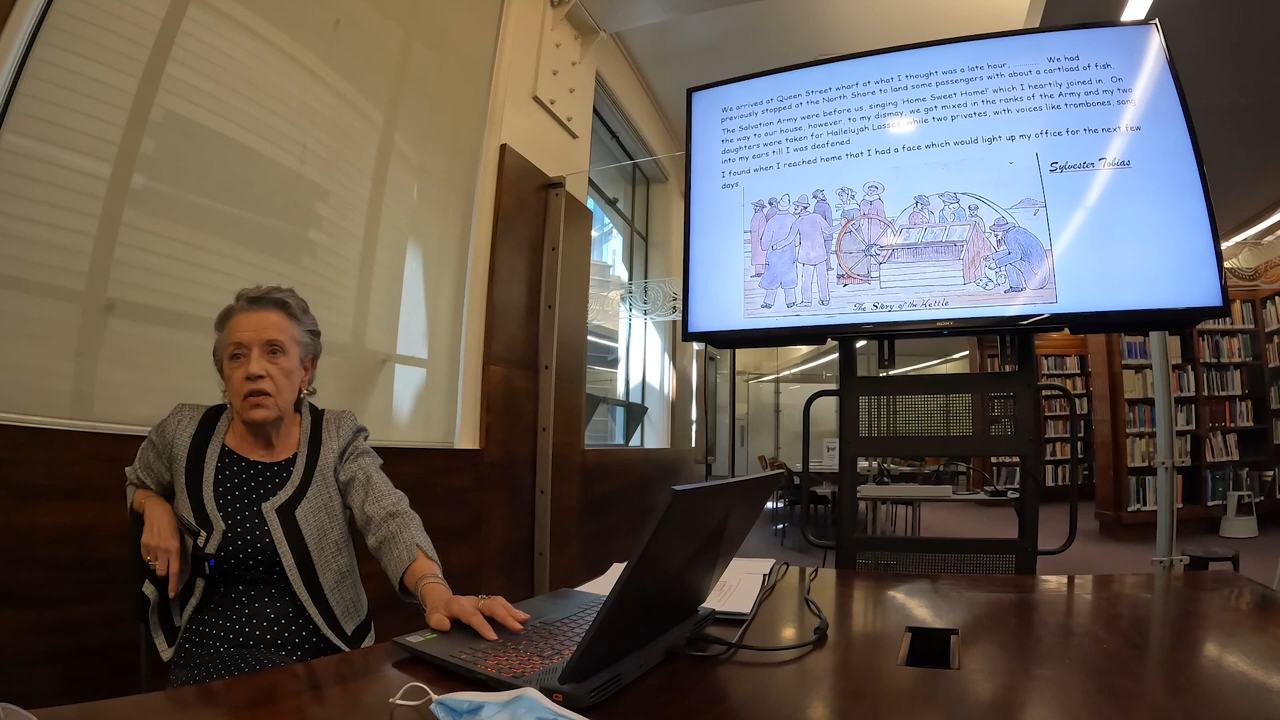 We arrived at Queen Street wharf at what I thought was a late hour, .......... We had
previously stopped at the North Shore to land some passengers with about a cartload of fish.
The Salvation Army were before us, singing 'Home Sweet Home!' which I heartily joined in. On
the way to our house, however, to my dismay, we got mixed in the ranks of the Army and my two
daughters were taken for Hallelujah Lasses, while two privates, with voices like trombones, sang
into my ears till I was deafened.
I found when I reached home that I had a face which would light up my office for the next few
days.
Sylvester Tobias
The Story of the Kettle
SONY